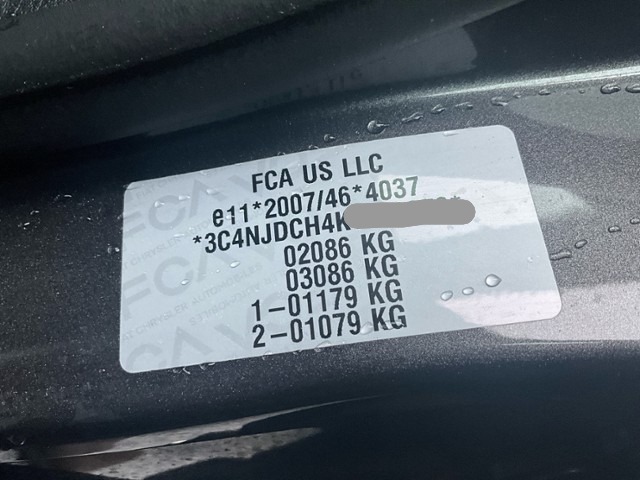 FCA US LLC
e11*2007/46*4037
*3C4NJDCH4K
02086 KG
03086 KG
1-01179 KG
2-01079 KG